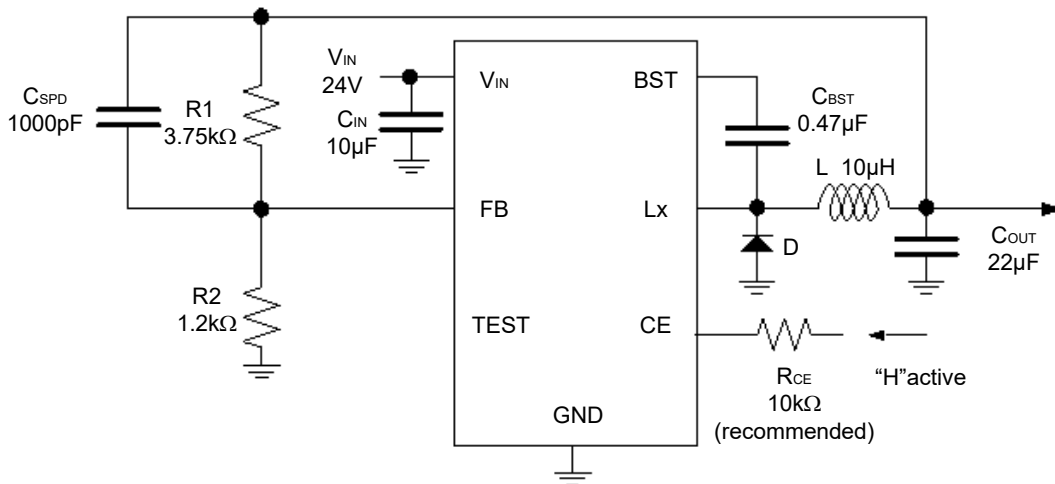 CSPD
1000pF
R1
3.75kΩ
VIN
24V
CIN
10µF
VIN
BST
CBST
0.47µF
L 10µH
FB
Lx
D
COUT
22µF
R2
1.2kΩ
TEST
CE
RCE
10kΩ
(recommended)
“H”active
GND